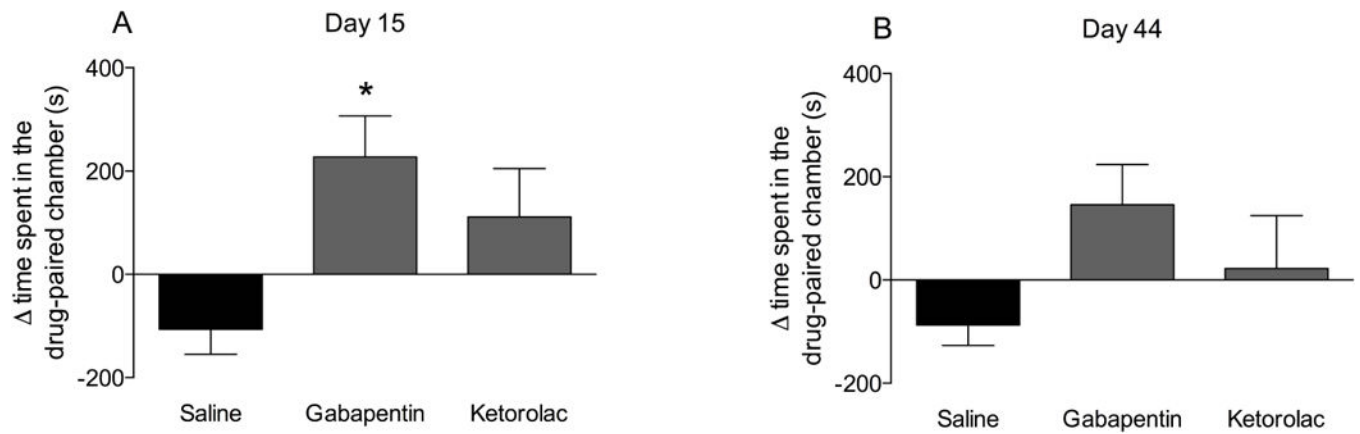 A
Day 15
Δ time spent in the
drug-paired chamber (s)
400
200
0
-200
*
Saline
Gabapentin
Ketorolac
B
Day 44
Δ time spent in the
drug-paired chamber (s)
400
200
0
-200
Saline
Gabapentin
Ketorolac